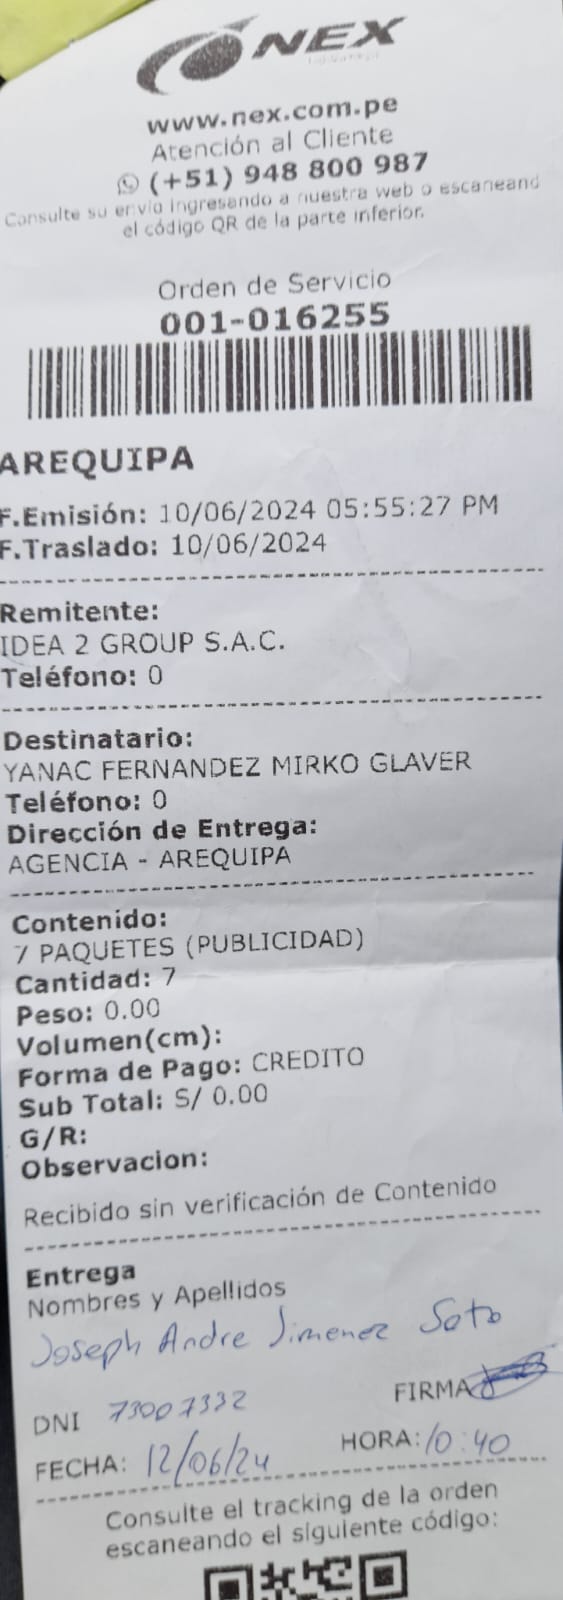 NEX
www.nex.com.pe
Atención al Cliente
(+51) 948 800 987
Consulte su envío ingresando a nuestra web o escaneand
el código QR de la parte inferior.
Orden de Servicio
001-016255
AREQUIPA
F.Emisión: 10/06/2024 05:55:27 PM
F.Traslado: 10/06/2024
Remitente:
IDEA 2 GROUP S.A.C.
Teléfono: 0
Destinatario:
YANAC FERNANDEZ MIRKO GLAVER
Teléfono: 0
Dirección de Entrega:
AGENCIA - AREQUIPA
Contenido:
7 PAQUETES (PUBLICIDAD)
Cantidad: 7
Peso: 0.00
Volumen(cm):
Forma de Pago: CREDITO
Sub Total: S/ 0.00
G/R:
Observacion:
Recibido sin verificación de Contenido
Entrega
Nombres y Apellidos
Joseph Andre Jimenez Soto
DNI 73007332 FIRMA
FECHA: 12/06/24 HORA: 10:40
Consulte el tracking de la orden
escaneando el siguiente código: